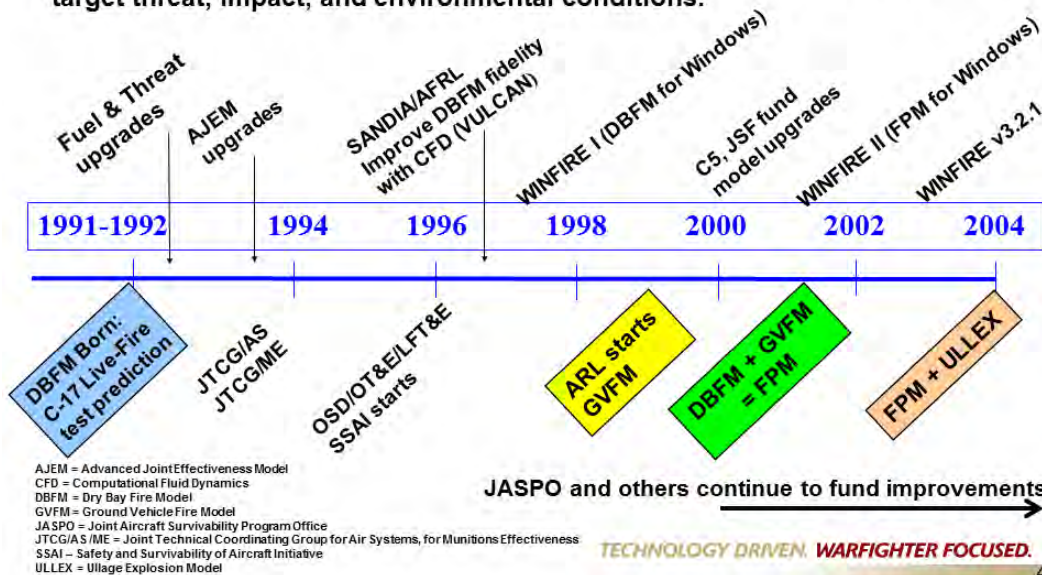 target threat, impact, and environmental conditions.
Fuel & Threat
upgrades
AJEM
upgrades
SANDIA/AFRL
Improve DBFM fidelity
with CFD (VULCAN)
WINFIRE I (DBFM for Windows)
C5, JSF fund
model upgrades
WINFIRE II (FPM for Windows)
WINFIRE v3.2.1
1991-1992 1994 1996 1998 2000 2002 2004
DBFM Born:
C-17 Live-Fire
test prediction
JTCG/AS
JTCG/ME
OSD/OT&E/LFT&E
SSAI starts
ARL starts
GVFM
DBFM + GVFM
= FPM
FPM + ULLEX
AJEM = Advanced Joint Effectiveness Model
CFD = Computational Fluid Dynamics
DBFM = Dry Bay Fire Model
GVFM = Ground Vehicle Fire Model
JASPO = Joint Aircraft Survivability Program Office
JTCG/AS /ME = Joint Technical Coordinating Group for Air Systems, for Munitions Effectiveness
SSAI – Safety and Survivability of Aircraft Initiative
ULLEX = Ullage Explosion Model
JASPO and others continue to fund improvements
TECHNOLOGY DRIVEN. WARFIGHTER FOCUSED.